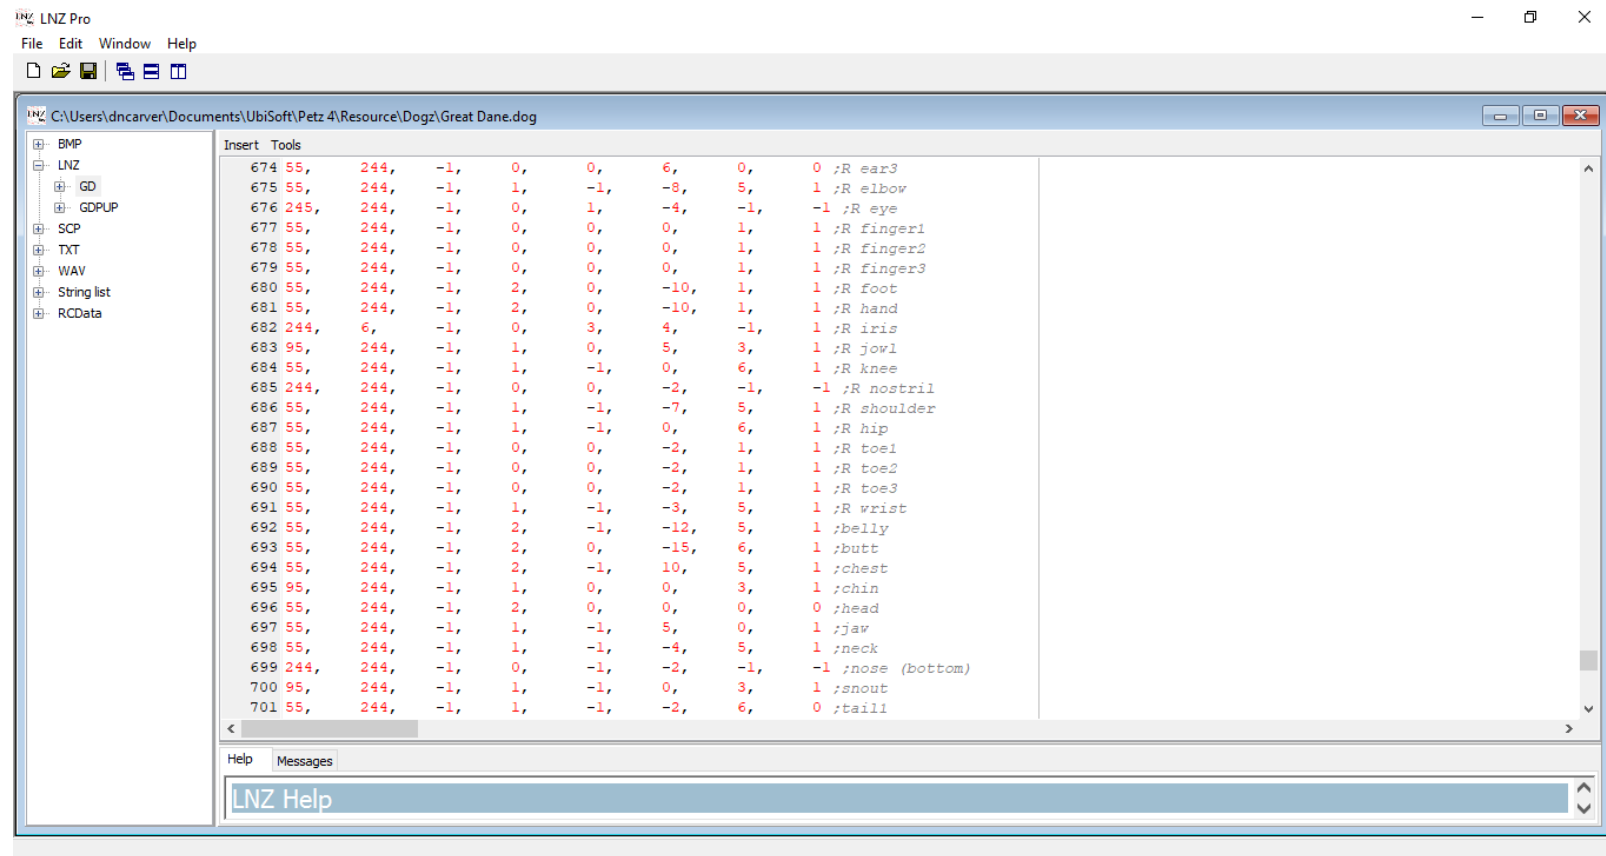 LNZ Pro
File Edit Window Help
C:\Users\dncarver\Documents\UbiSoft\Petz 4\Resource\Dogz\Great Dane.dog
BMP
LNZ
GD
GDPUP
SCP
TXT
WAV
String list
RCData
Insert Tools
674 55, 244, -1, 0, 0, 6, 0, 0 ;R ear3
675 55, 244, -1, 1, -1, -8, 5, 1 ;R elbow
676 245, 244, -1, 0, 1, -4, -1, -1 ;R eye
677 55, 244, -1, 0, 0, 0, 1, 1 ;R finger1
678 55, 244, -1, 0, 0, 0, 1, 1 ;R finger2
679 55, 244, -1, 0, 0, 0, 1, 1 ;R finger3
680 55, 244, -1, 2, 0, -10, 1, 1 ;R foot
681 55, 244, -1, 2, 0, -10, 1, 1 ;R hand
682 244, 6, -1, 0, 3, 4, -1, 1 ;R iris
683 95, 244, -1, 1, 0, 5, 3, 1 ;R jowl
684 55, 244, -1, 1, -1, 0, 6, 1 ;R knee
685 244, 244, -1, 0, 0, -2, -1, -1 ;R nostril
686 55, 244, -1, 1, -1, -7, 5, 1 ;R shoulder
687 55, 244, -1, 1, -1, 0, 6, 1 ;R hip
688 55, 244, -1, 0, 0, -2, 1, 1 ;R toe1
689 55, 244, -1, 0, 0, -2, 1, 1 ;R toe2
690 55, 244, -1, 0, 0, -2, 1, 1 ;R toe3
691 55, 244, -1, 1, -1, -3, 5, 1 ;R wrist
692 55, 244, -1, 2, -1, -12, 5, 1 ;belly
693 55, 244, -1, 2, 0, -15, 6, 1 ;butt
694 55, 244, -1, 2, -1, 10, 5, 1 ;chest
695 95, 244, -1, 1, 0, 0, 3, 1 ;chin
696 55, 244, -1, 2, 0, 0, 0, 0 ;head
697 55, 244, -1, 1, -1, 5, 0, 1 ;jaw
698 55, 244, -1, 1, -1, -4, 5, 1 ;neck
699 244, 244, -1, 0, -1, -2, -1, -1 ;nose (bottom)
700 95, 244, -1, 1, -1, 0, 3, 1 ;snout
701 55, 244, -1, 1, -1, -2, 6, 0 ;tail1
Help Messages
LNZ Help